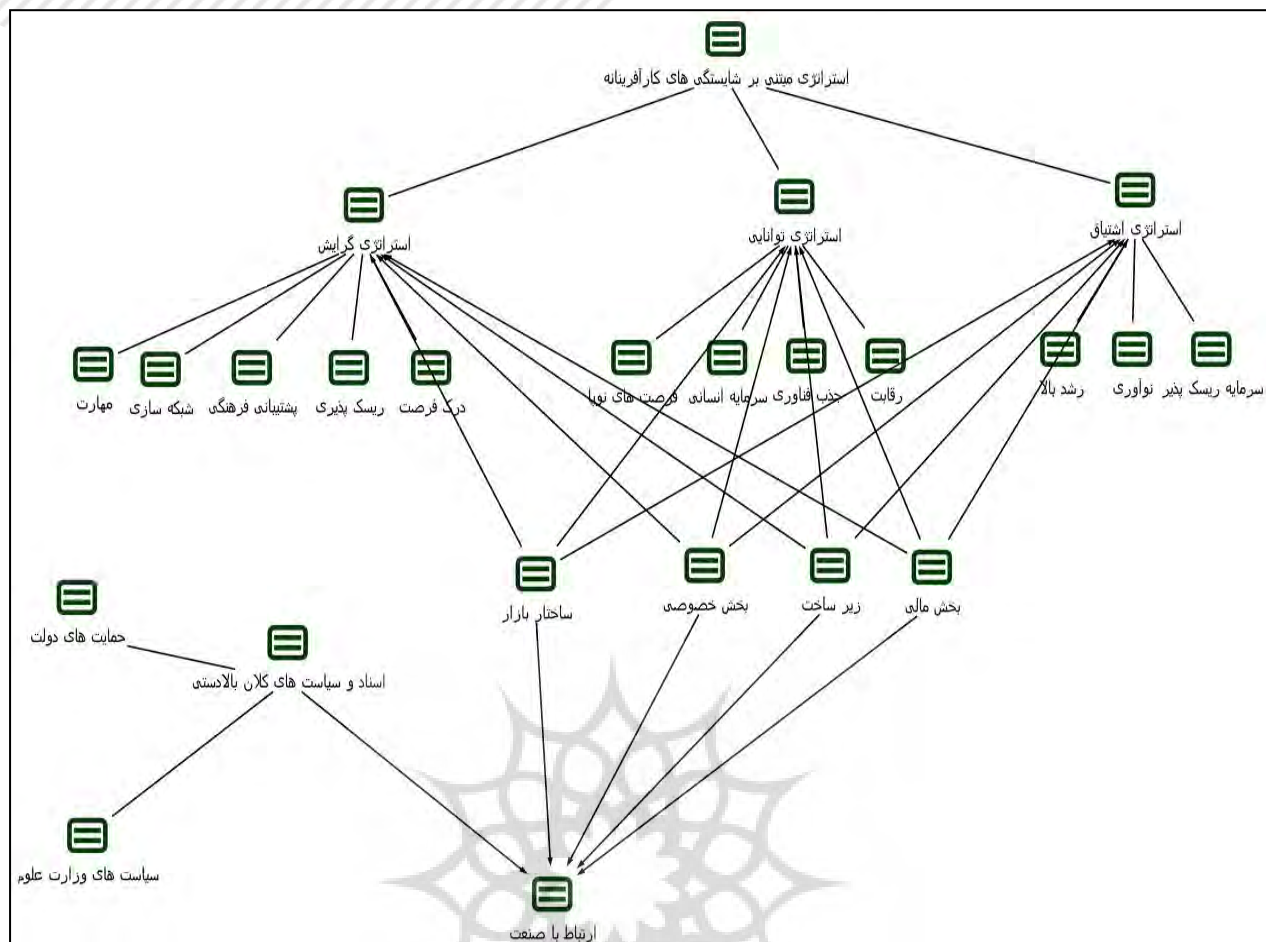 استراتژی مبتنی بر شایستگی های کارآفرینانه
استراتژی اشتیاق
استراتژی توانایی
استراتژی گرایش
سرمایه ریسک پذیر
نوآوری
رشد بالا
رقابت
جذب فناوری
سرمایه انسانی
فرصت های نوپا
درک فرصت
ریسک پذیری
پشتیبانی فرهنگی
شبکه سازی
مهارت
بخش مالی
زیر ساخت
بخش خصوصی
ساختار بازار
حمایت های دولت
اسناد و سیاست های کلان بالادستی
سیاست های وزارت علوم
ارتباط با صنعت